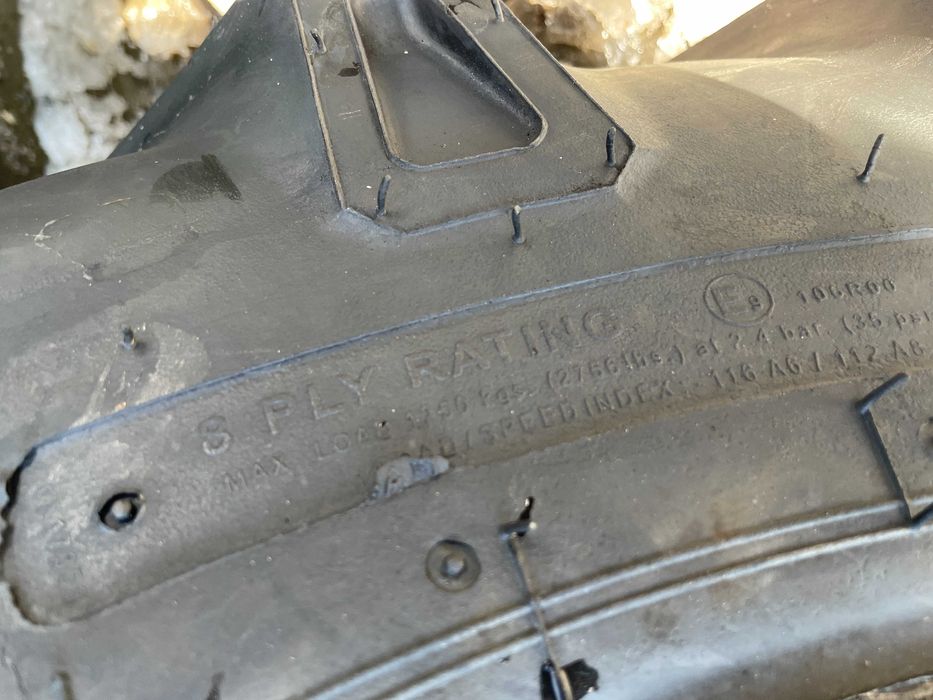 8 PLY RATING
E8 106R00
MAX. LOAD 1250 kgs. (2756 lbs.) at 2.4 bar. (35 psi
LOAD / SPEED INDEX : 116 A6 / 112 A8